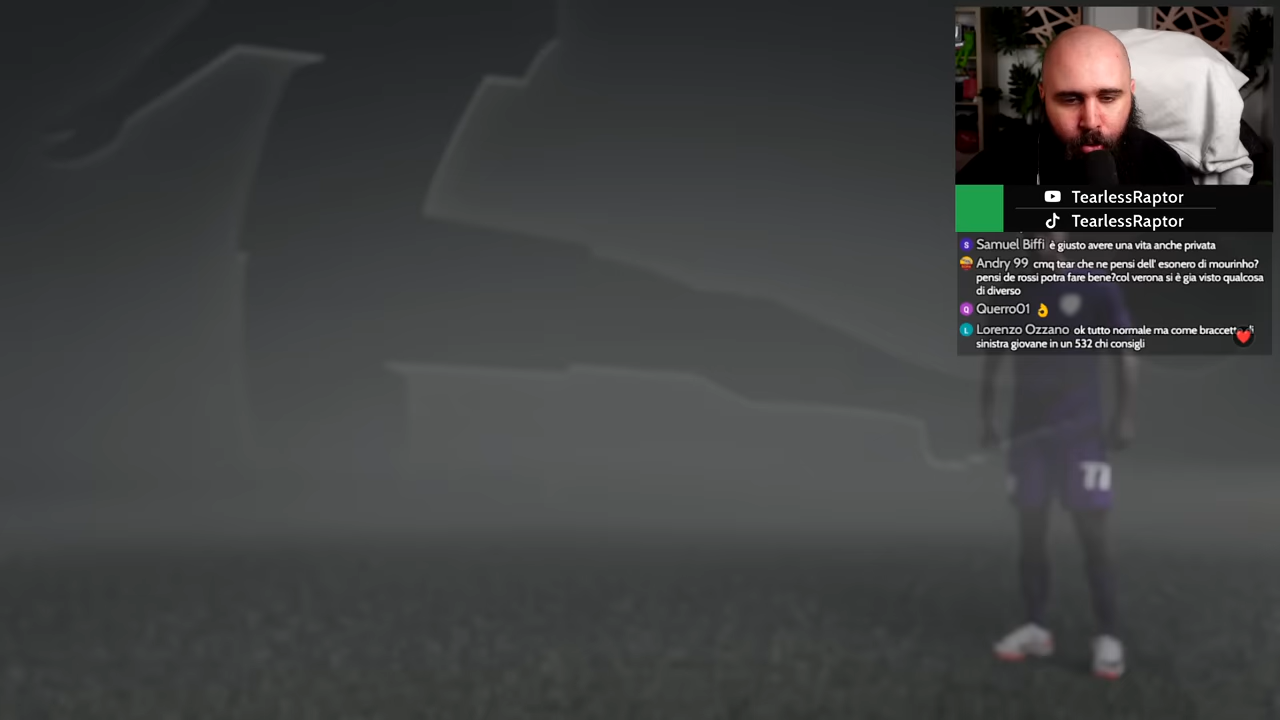 TearlessRaptor
TearlessRaptor
Samuel Biffi è giusto avere una vita anche privata
Andry 99 cmq tear che ne pensi dell' esonero di mourinho?
pensi de rossi potra fare bene?col verona si è gia visto qualcosa
di diverso
Querro01 👌
Lorenzo Ozzano ok tutto normale ma come
sinistra giovane in un 532 chi consigli
77